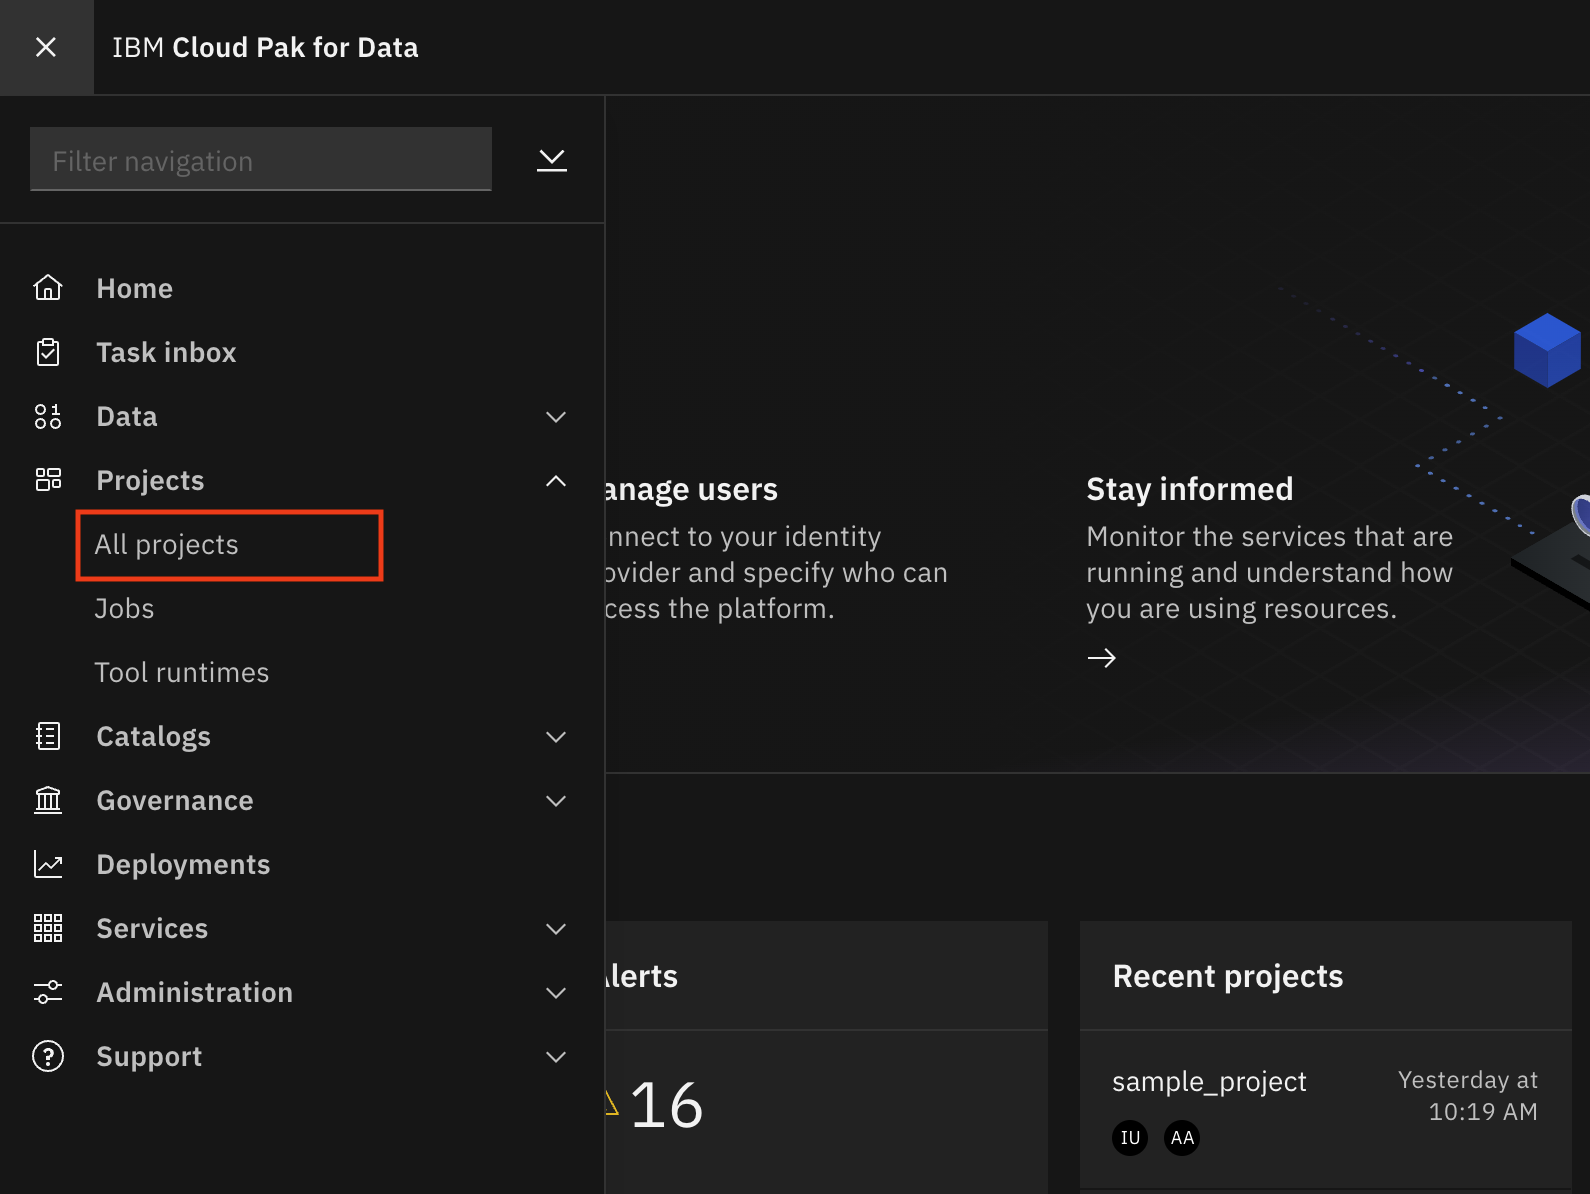 IBM Cloud Pak for Data
Filter navigation
Home
Task inbox
Data
Projects
All projects
Jobs
Tool runtimes
Catalogs
Governance
Deployments
Services
Administration
Support
anage users
nnect to your identity
ovider and specify who can
cess the platform.
Stay informed
Monitor the services that are
running and understand how
you are using resources.
lerts
16
Recent projects
sample_project
Yesterday at
10:19 AM
IU
AA